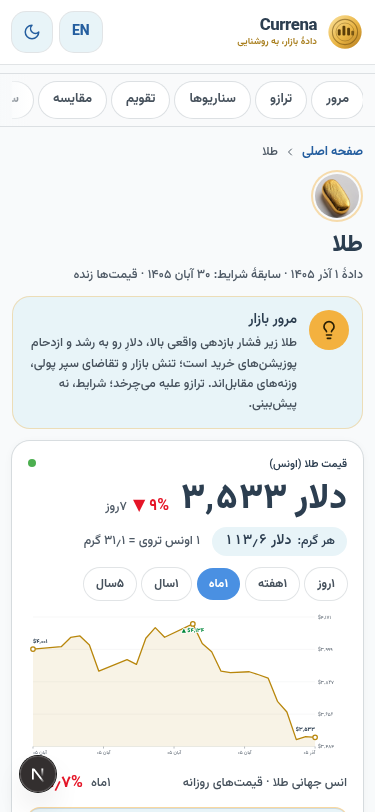 Currena
دادهٔ بازار، به روشنایی
EN
مرور
ترازو
سناریوها
تقویم
مقایسه
صفحه اصلی › طلا
طلا
دادهٔ ۱ آذر ۱۴۰۵ · سابقهٔ شرایط: ۳۰ آبان ۱۴۰۵ · قیمت‌ها زنده
مرور بازار
طلا زیر فشار بازدهی واقعی بالا، دلارِ رو به رشد و ازدحام
پوزیشن‌های خرید است؛ تنش بازار و تقاضای سپر پولی،
وزنه‌های مقابل‌اند. ترازو علیه می‌چرخد؛ شرایط، نه
پیش‌بینی.
قیمت طلا (اونس)
دلار ۳,۵۳۳
▼ ۹%
۷روز
هر گرم: دلار ۱۱۳٫۶
۱ اونس تروی = ۳۱٫۱ گرم
۱روز
۱هفته
۱ماه
۱سال
۵سال
$۳,۵۳۳
انس جهانی طلا · قیمت‌های روزانه
۱ماه
N